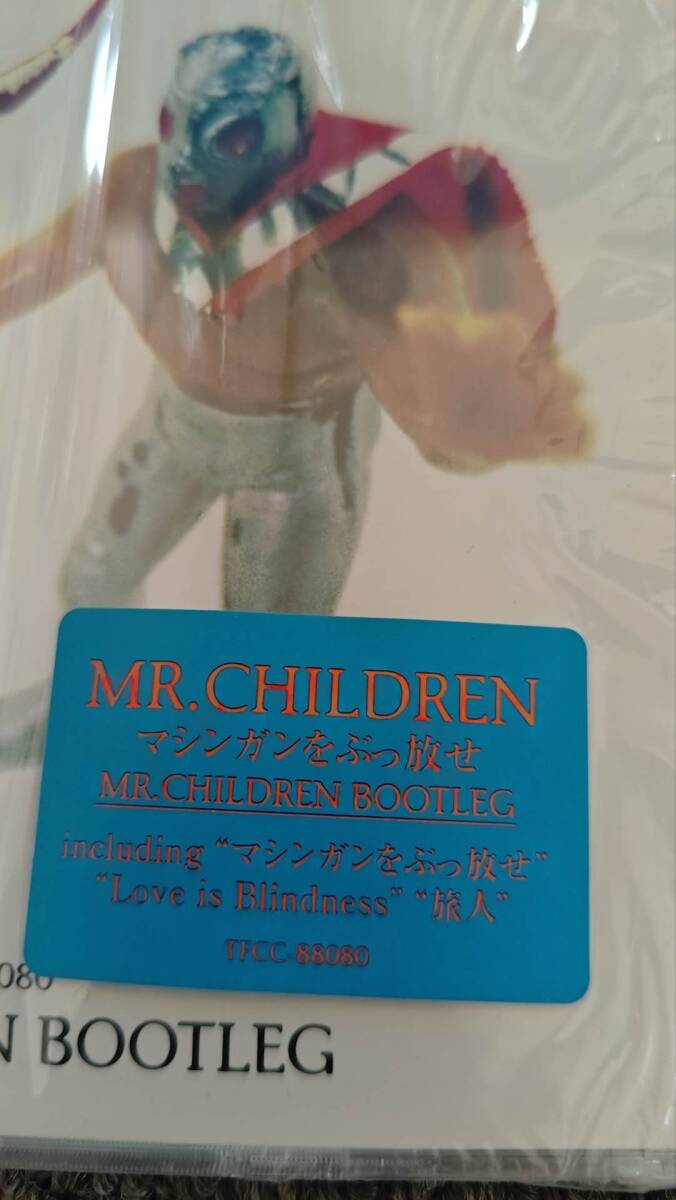 MR.CHILDREN
マシンガンをぶっ放せ
MR.CHILDREN BOOTLEG
including “マシンガンをぶっ放せ”
“Love is Blindness” “旅人”
TFCC-88080
8080
N BOOTLEG